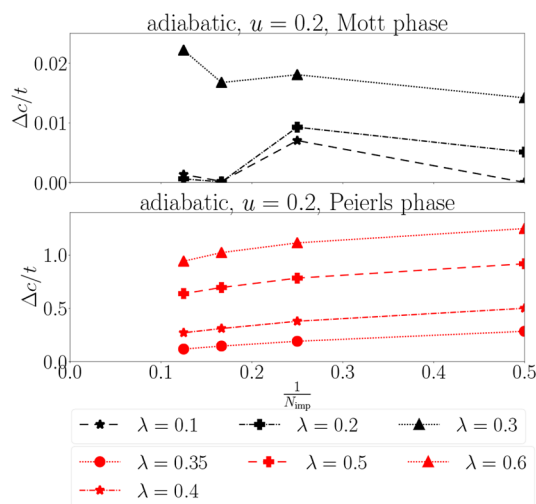 adiabatic, u = 0.2, Mott phase
0.02
0.01
0.00
Δc/t
adiabatic, u = 0.2, Peierls phase
1.0
0.5
0.0
Δc/t
0.0 0.1 0.2 0.3 0.4 0.5
1/N_imp
λ = 0.1 λ = 0.2 λ = 0.3
λ = 0.35 λ = 0.5 λ = 0.6
λ = 0.4